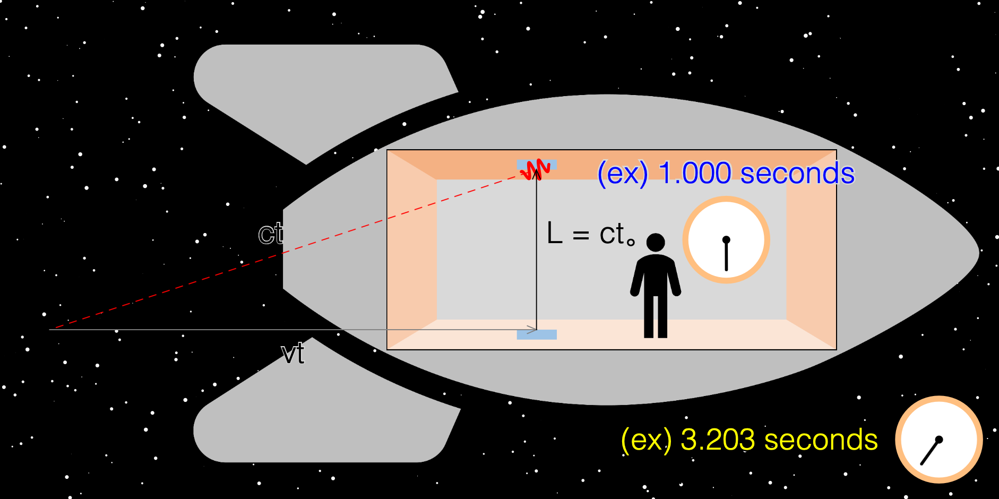 (ex) 1.000 seconds
ct
L = ct₀
vt
(ex) 3.203 seconds